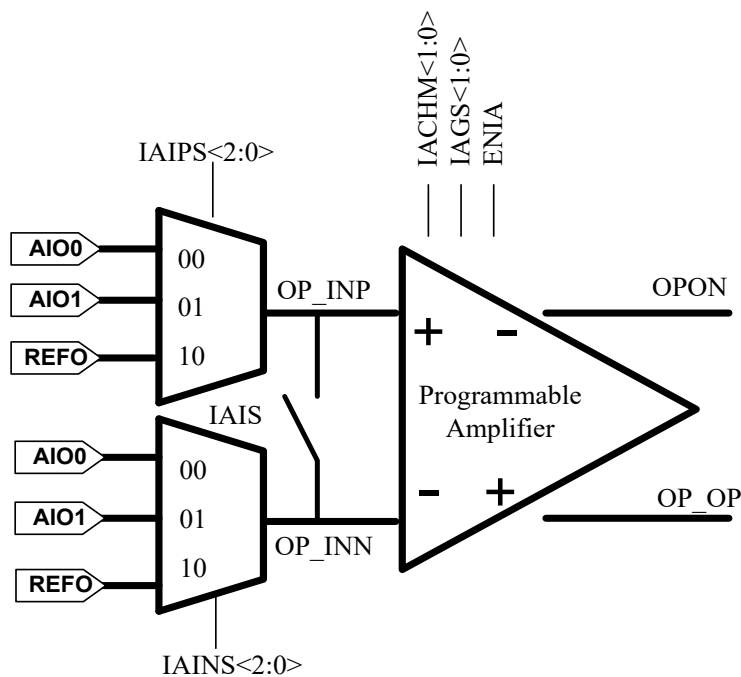 IACHM<1:0>
IAGS<1:0>
ENIA
IAIPS<2:0>
AIO0
00
AIO1
01
REFO
10
OP_INP
OPON
+
-
IAIS
Programmable
Amplifier
AIO0
00
AIO1
01
REFO
10
-
+
OP_INN
OP_OP
IAINS<2:0>